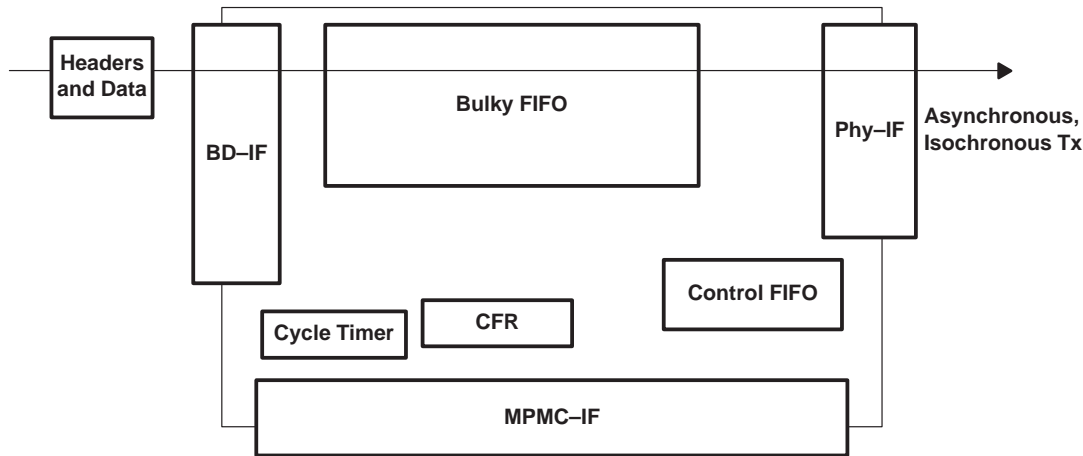 Headers
and Data
BD–IF
Bulky FIFO
Phy–IF
Asynchronous,
Isochronous Tx
Control FIFO
Cycle Timer
CFR
MPMC–IF